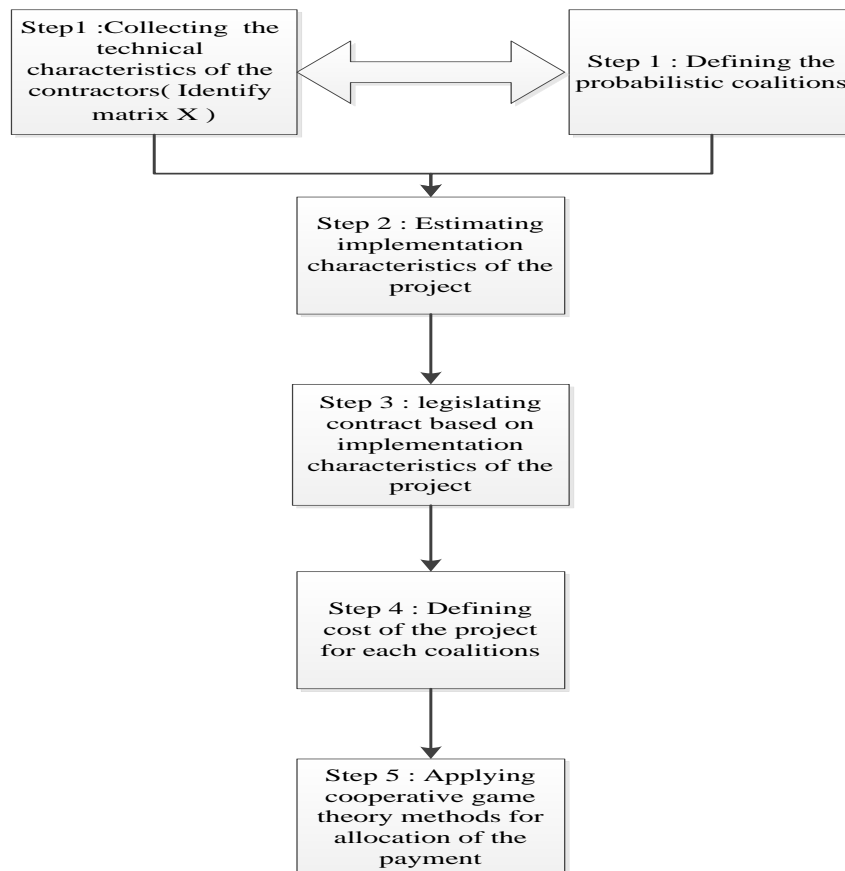 Step1 :Collecting the
technical
characteristics of the
contractors( Identify
matrix X )
Step 1 : Defining the
probabilistic coalitions
Step 2 : Estimating
implementation
characteristics of the
project
Step 3 : legislating
contract based on
implementation
characteristics of the
project
Step 4 : Defining
cost of the project
for each coalitions
Step 5 : Applying
cooperative game
theory methods for
allocation of the
payment